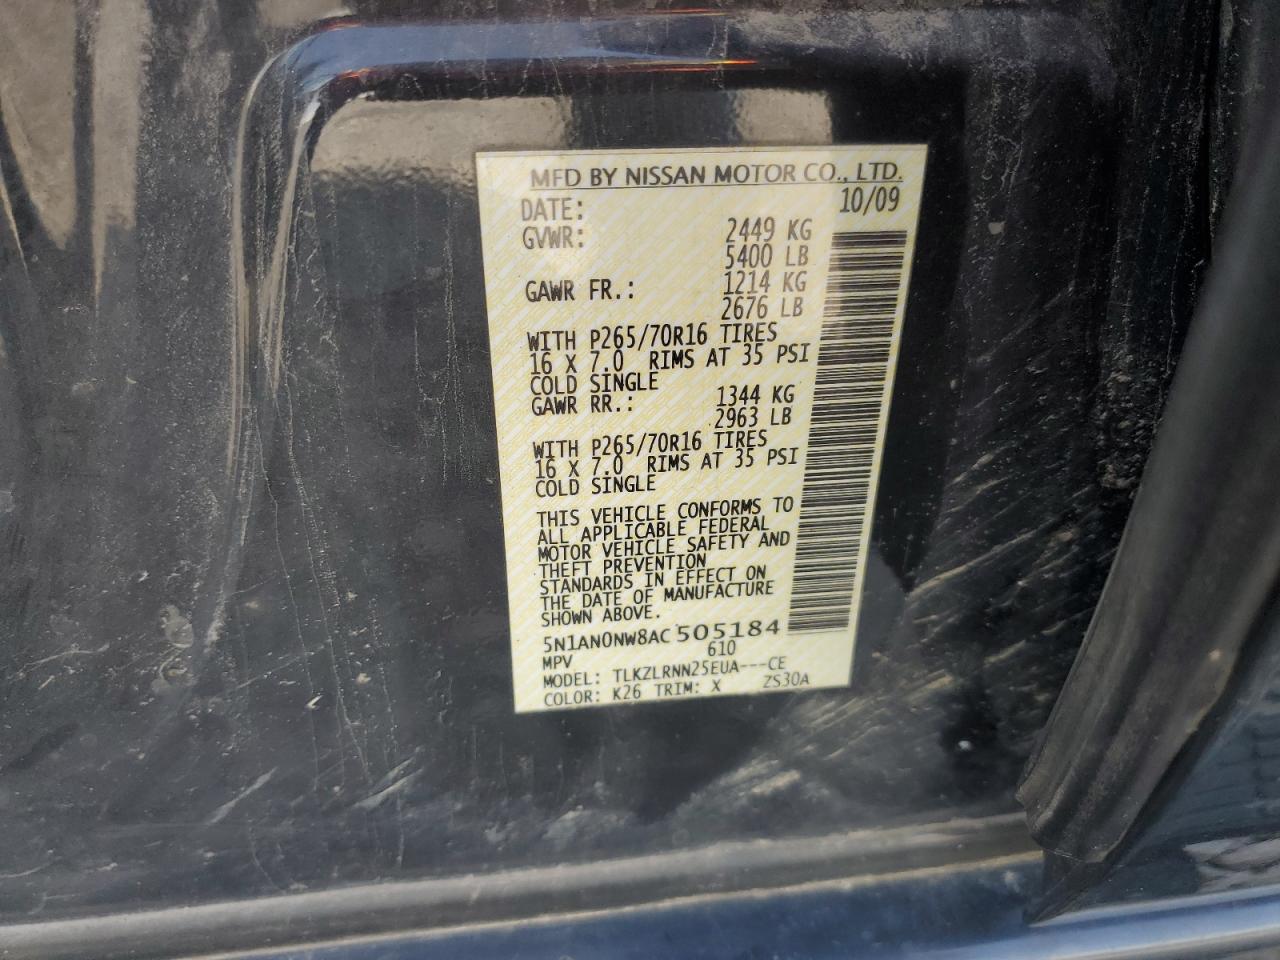 MFD BY NISSAN MOTOR CO., LTD.
DATE: 10/09
GVWR: 2449 KG
5400 LB
GAWR FR.: 1214 KG
2676 LB
WITH P265/70R16 TIRES
16 X 7.0 RIMS AT 35 PSI
COLD SINGLE
GAWR RR.: 1344 KG
2963 LB
WITH P265/70R16 TIRES
16 X 7.0 RIMS AT 35 PSI
COLD SINGLE
THIS VEHICLE CONFORMS TO
ALL APPLICABLE FEDERAL
MOTOR VEHICLE SAFETY AND
THEFT PREVENTION
STANDARDS IN EFFECT ON
THE DATE OF MANUFACTURE
SHOWN ABOVE.
5N1AN0NW8AC505184
MPV 610
MODEL: TLKZLRNN25EUA---CE
COLOR: K26 TRIM: X ZS30A